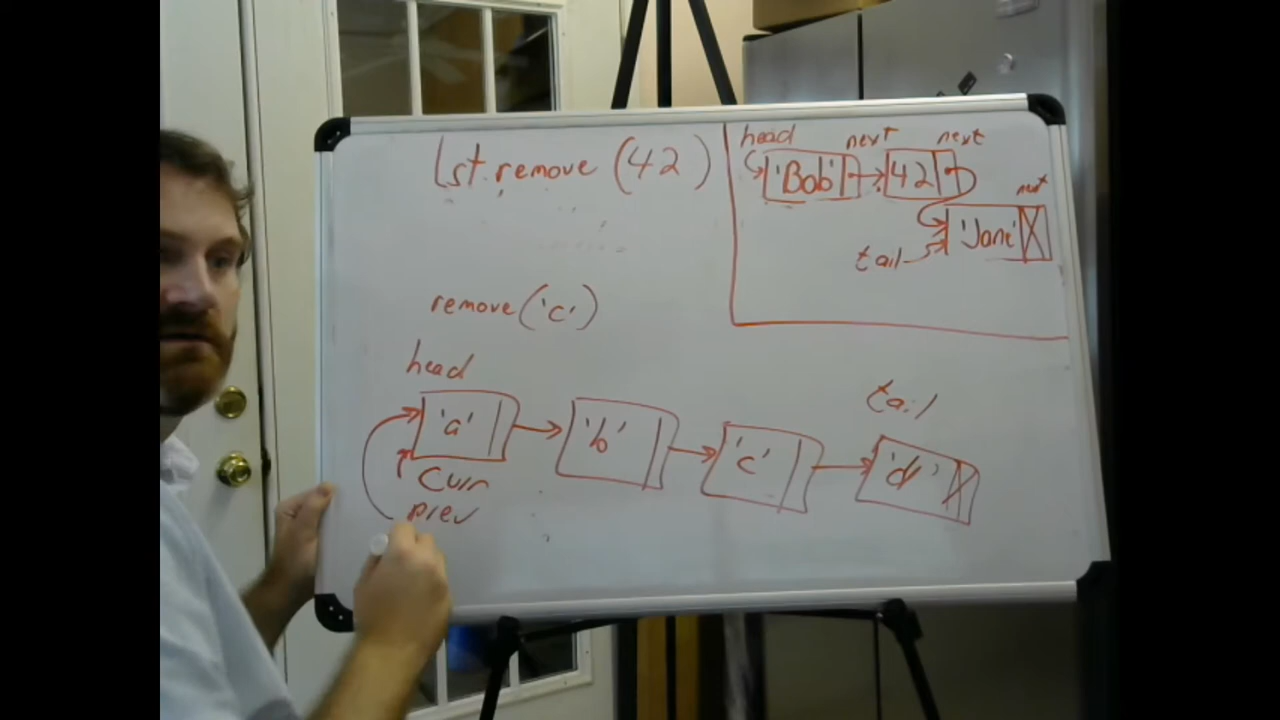 lst.remove (42)
head next next
'Bob' 42
next
'Jane'
tail
remove('c')
head
tail
'a' 'b' 'c' 'd'
curr
prev